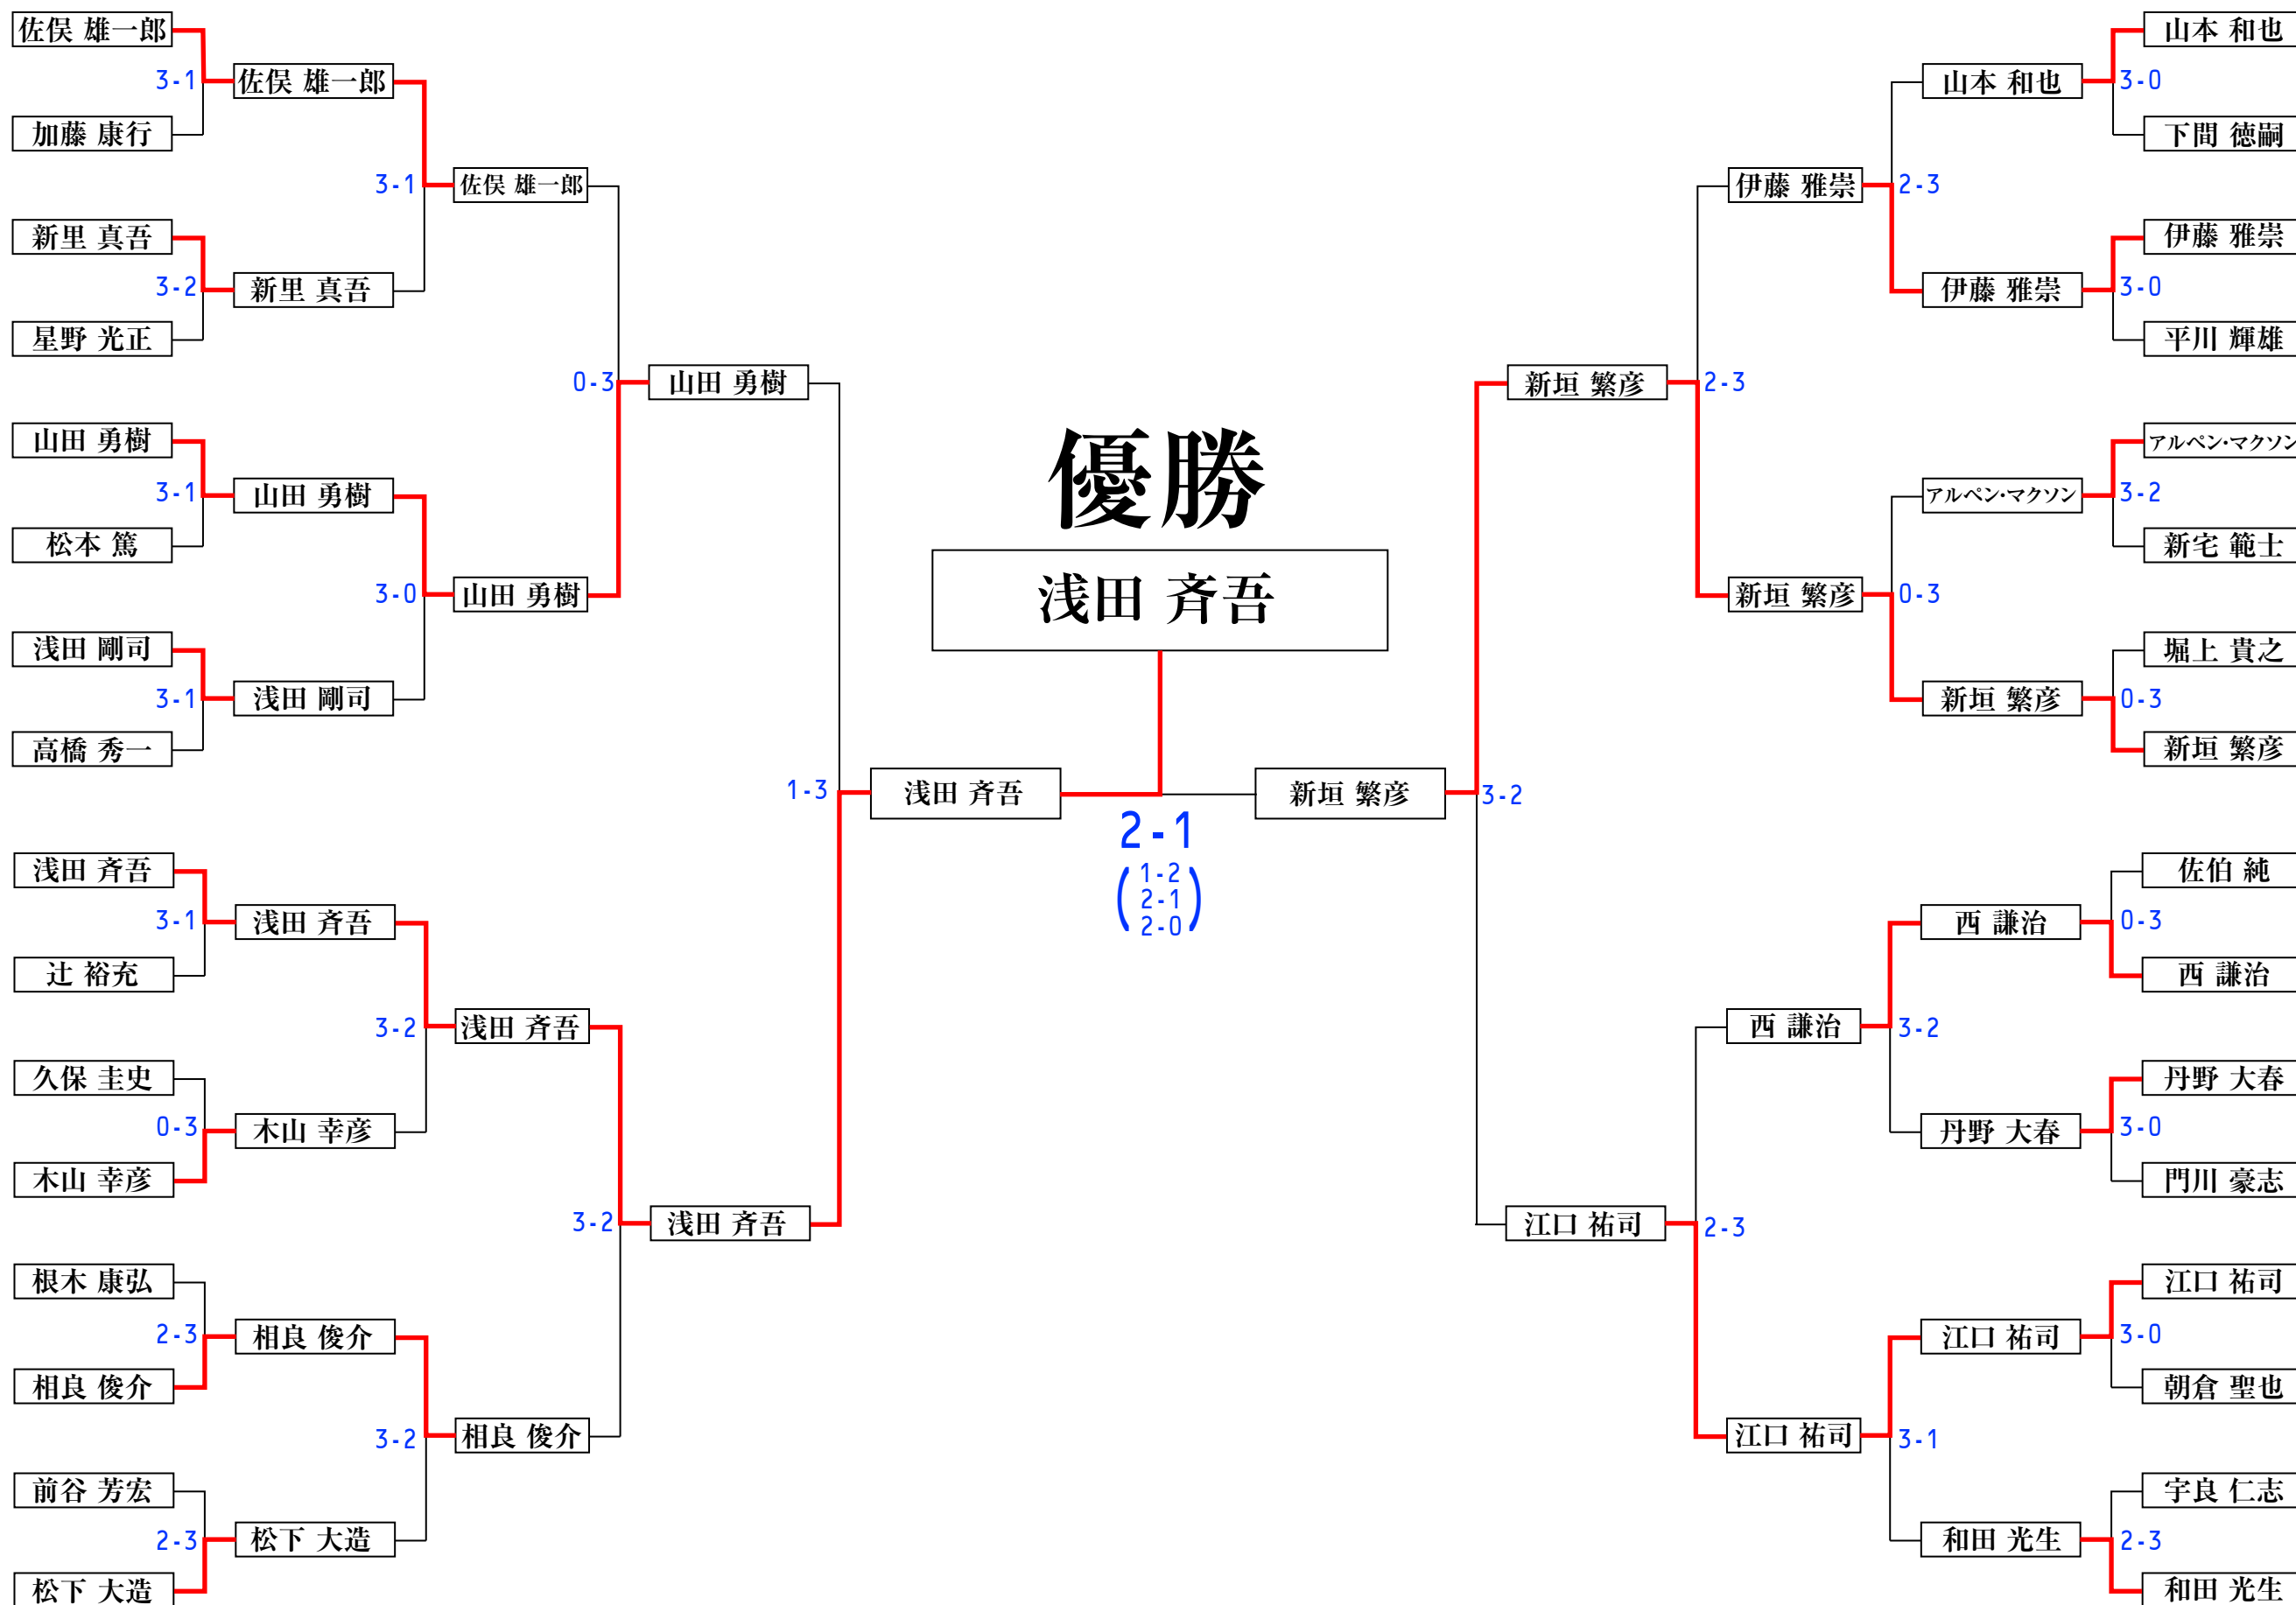 佐俣 雄一郎
3-1
加藤 康行
新里 真吾
3-2
星野 光正
山田 勇樹
3-1
松本 篤
浅田 剛司
3-1
高橋 秀一
浅田 斉吾
3-1
辻 裕充
久保 圭史
0-3
木山 幸彦
根木 康弘
2-3
相良 俊介
前谷 芳宏
2-3
松下 大造
佐俣 雄一郎
3-1
新里 真吾
山田 勇樹
3-0
浅田 剛司
浅田 斉吾
3-2
木山 幸彦
相良 俊介
3-2
松下 大造
佐俣 雄一郎
0-3
山田 勇樹
浅田 斉吾
3-2
相良 俊介
山田 勇樹
1-3
浅田 斉吾
優勝
浅田 斉吾
浅田 斉吾
新垣 繁彦
2-1
(1-2
2-1
2-0)
新垣 繁彦
3-2
江口 祐司
伊藤 雅崇
2-3
新垣 繁彦
西 謙治
2-3
江口 祐司
山本 和也
2-3
伊藤 雅崇
アルペン・マクソン
0-3
新垣 繁彦
西 謙治
3-2
丹野 大春
江口 祐司
3-1
和田 光生
山本 和也
3-0
下間 徳嗣
伊藤 雅崇
3-0
平川 輝雄
アルペン・マクソン
3-2
新宅 範士
堀上 貴之
0-3
新垣 繁彦
佐伯 純
0-3
西 謙治
丹野 大春
3-0
門川 豪志
江口 祐司
3-0
朝倉 聖也
宇良 仁志
2-3
和田 光生